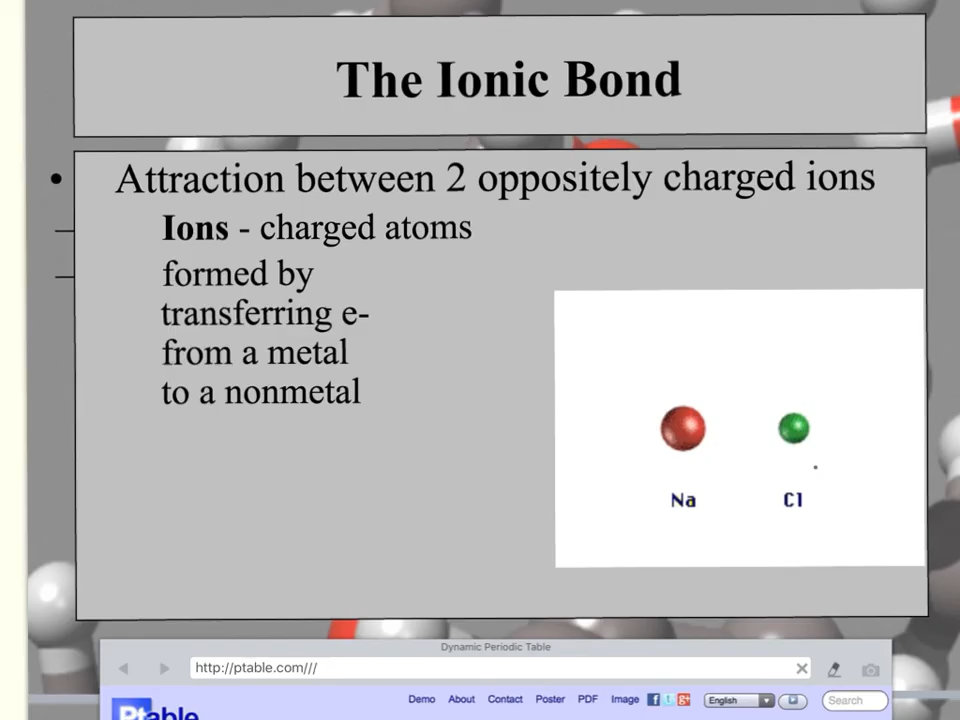 The Ionic Bond
• Attraction between 2 oppositely charged ions
– Ions - charged atoms
– formed by
transferring e-
from a metal
to a nonmetal
Na Cl
Dynamic Periodic Table
http://ptable.com///
Ptable
Demo About Contact Poster PDF Image English Search